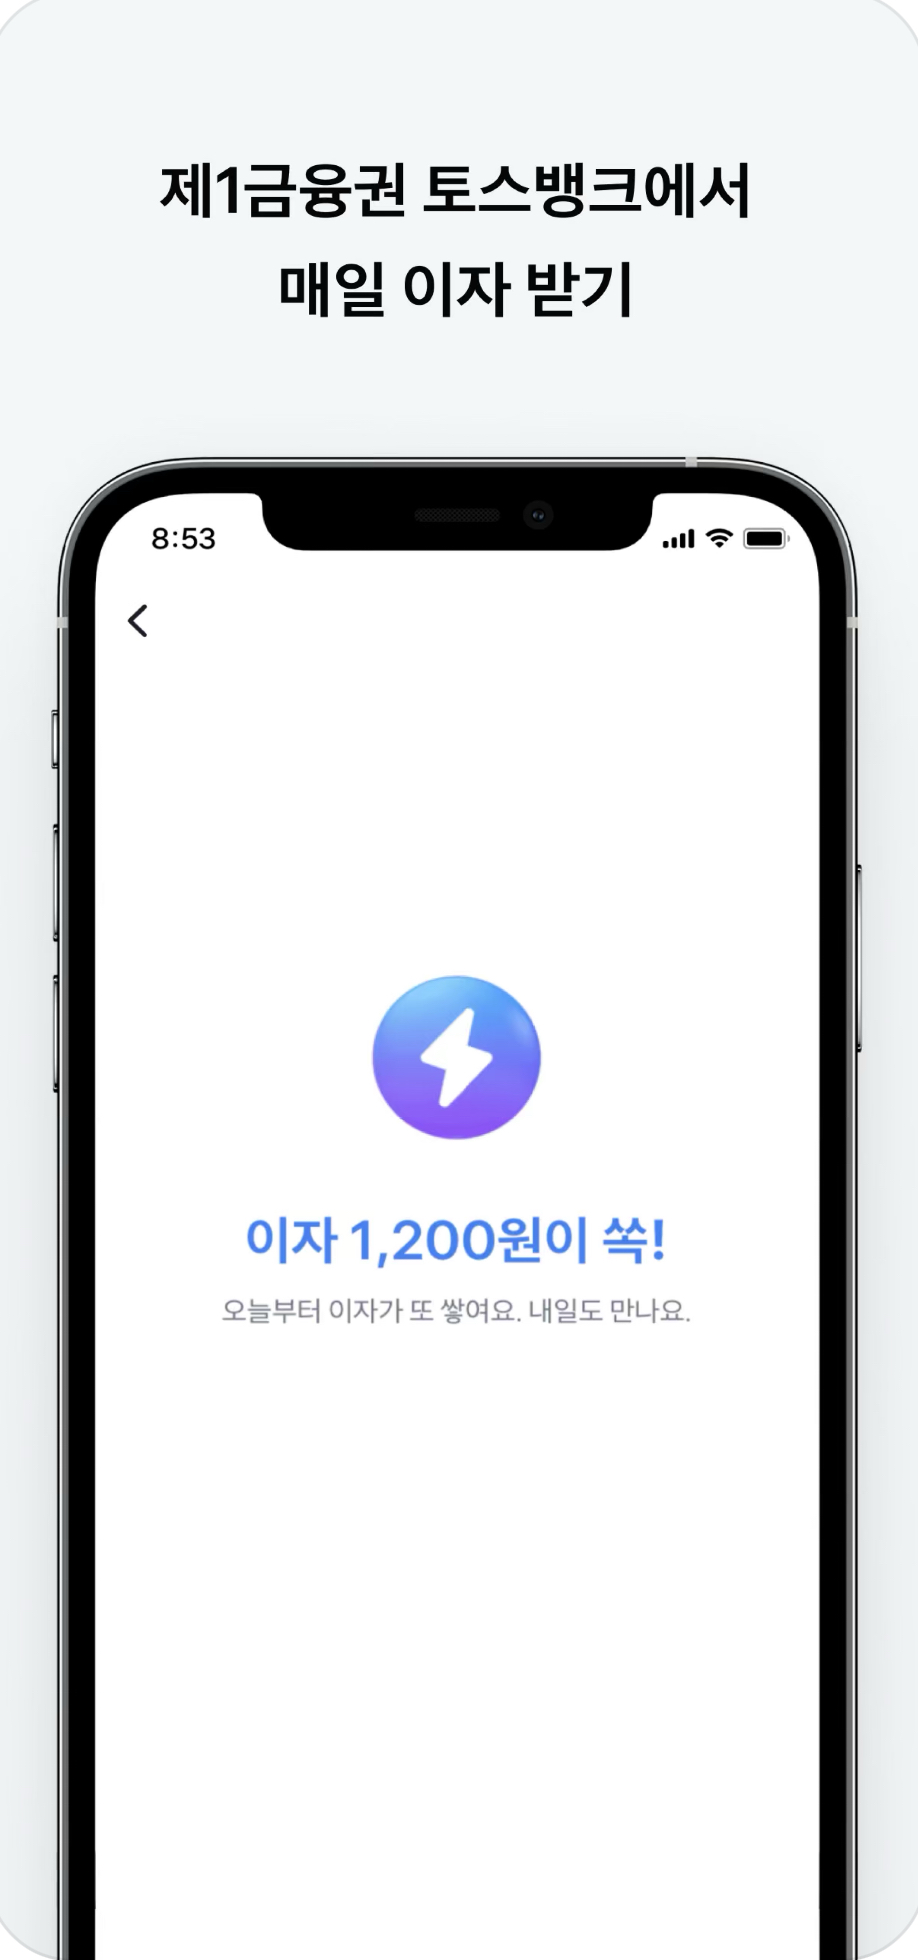 제1금융권 토스뱅크에서
매일 이자 받기
8:53
이자 1,200원이 쏙!
오늘부터 이자가 또 쌓여요. 내일도 만나요.